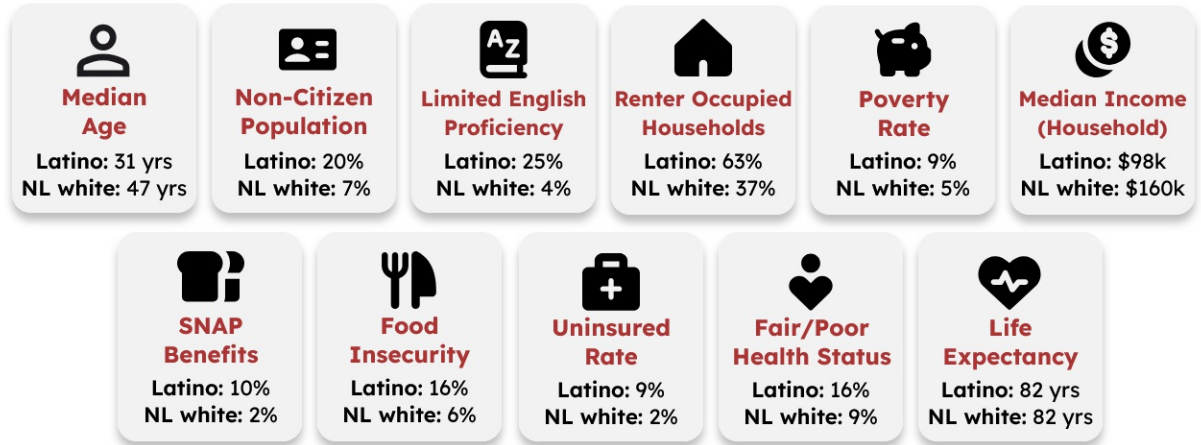 AZ
Median
Age
Latino: 31 yrs
NL white: 47 yrs
Non-Citizen
Population
Latino: 20%
NL white: 7%
Limited English
Proficiency
Latino: 25%
NL white: 4%
Renter Occupied
Households
Latino: 63%
NL white: 37%
Poverty
Rate
Latino: 9%
NL white: 5%
$
Median Income
(Household)
Latino: $98k
NL white: $160k
SNAP
Benefits
Latino: 10%
NL white: 2%
Food
Insecurity
Latino: 16%
NL white: 6%
Uninsured
Rate
Latino: 9%
NL white: 2%
Fair/Poor
Health Status
Latino: 16%
NL white: 9%
Life
Expectancy
Latino: 82 yrs
NL white: 82 yrs